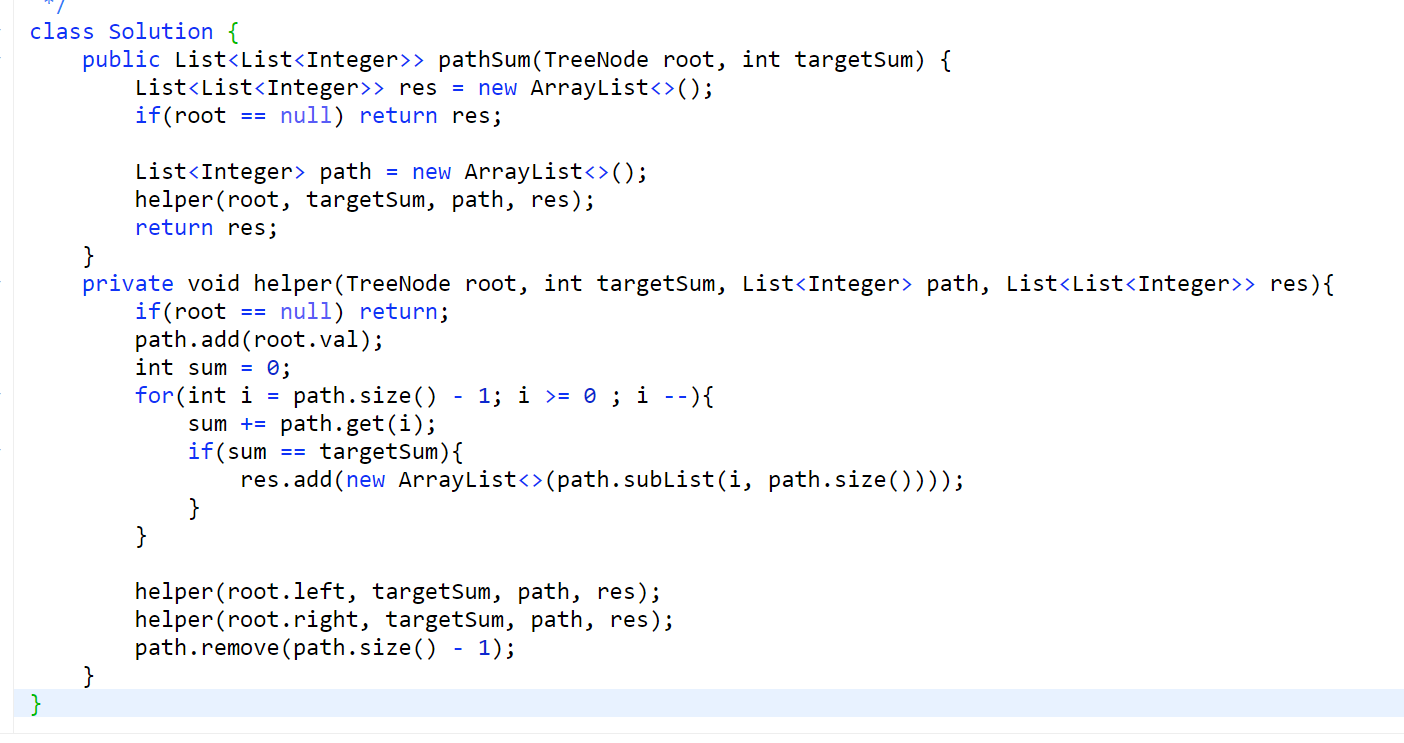 */
class Solution {
    public List<List<Integer>> pathSum(TreeNode root, int targetSum) {
        List<List<Integer>> res = new ArrayList<>();
        if(root == null) return res;

        List<Integer> path = new ArrayList<>();
        helper(root, targetSum, path, res);
        return res;
    }
    private void helper(TreeNode root, int targetSum, List<Integer> path, List<List<Integer>> res){
        if(root == null) return;
        path.add(root.val);
        int sum = 0;
        for(int i = path.size() - 1; i >= 0 ; i --){
            sum += path.get(i);
            if(sum == targetSum){
                res.add(new ArrayList<>(path.subList(i, path.size())));
            }
        }

        helper(root.left, targetSum, path, res);
        helper(root.right, targetSum, path, res);
        path.remove(path.size() - 1);
    }
}